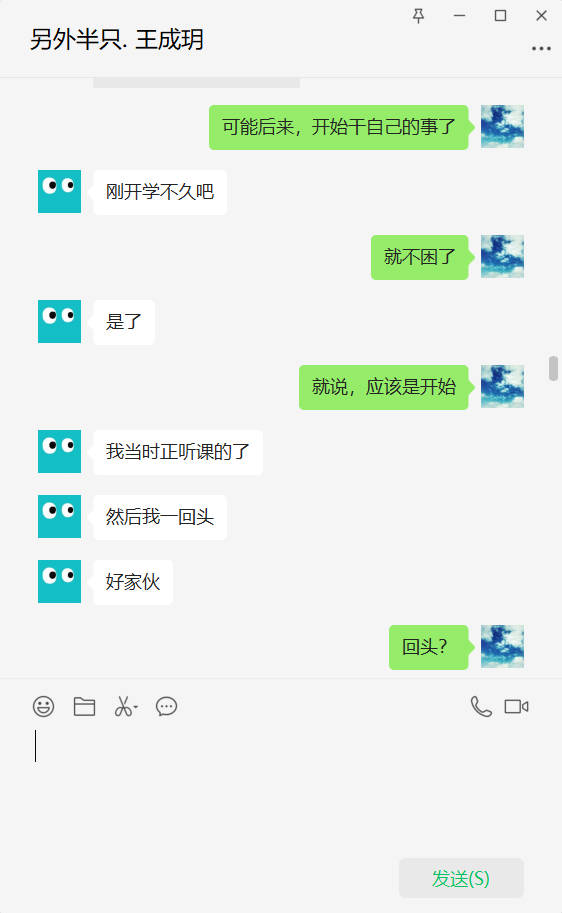 另外半只. 王成玥
可能后来，开始干自己的事了
刚开学不久吧
就不困了
是了
就说，应该是开始
我当时正听课的了
然后我一回头
好家伙
回头？
发送(S)